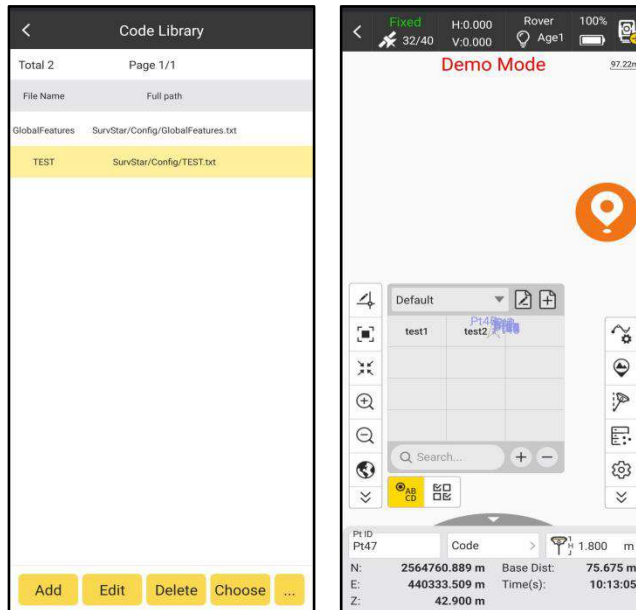 Code Library
Total 2 Page 1/1
File Name Full path
GlobalFeatures SurvStar/Config/GlobalFeatures.txt
TEST SurvStar/Config/TEST.txt
Add Edit Delete Choose ...
Fixed H:0.000 Rover 100%
32/40 V:0.000 Age1
Demo Mode 97.22m
Default
test1 test2
Search...
AB
CD
Pt ID
Pt47 Code > 1.800 m
N: 2564760.889 m Base Dist: 75.675 m
E: 440333.509 m Time(s): 10:13:05
Z: 42.900 m